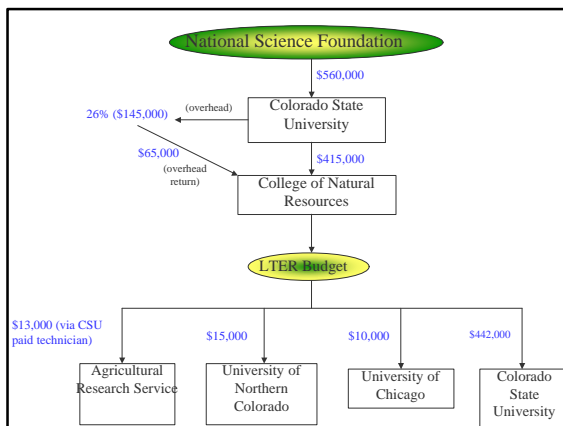 National Science Foundation
$560,000
Colorado State
University
(overhead)
26% ($145,000)
$65,000
(overhead
return)
$415,000
College of Natural
Resources
LTER Budget
$13,000 (via CSU
paid technician)
$15,000
$10,000
$442,000
Agricultural
Research Service
University of
Northern
Colorado
University of
Chicago
Colorado
State
University